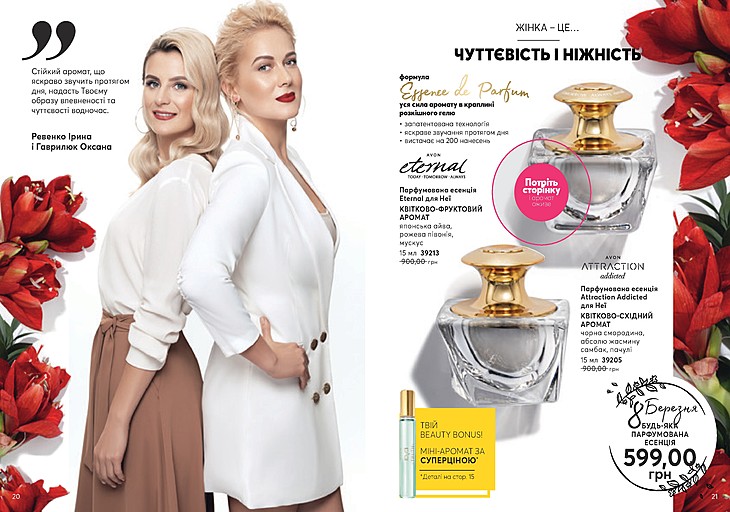 Стійкий аромат, що
яскраво звучить протягом
дня, надасть Твоєму
образу впевненості та
чуттєвості водночас.
Ревенко Ірина
і Гаврилюк Оксана
20
ЖІНКА – ЦЕ...
ЧУТТЄВІСТЬ І НІЖНІСТЬ
формула
Essence de Parfum
уся сила аромату в краплині
розкішного гелю
• запатентована технологія
• яскраве звучання протягом дня
• вистачає на 200 нанесень
AVON
eternal
TODAY · TOMORROW · ALWAYS
Парфумована есенція
Eternal для Неї
КВІТКОВО-ФРУКТОВИЙ
АРОМАТ
японська айва,
рожева півонія,
мускус
15 мл 39213
900,00 грн
Потріть
сторінку
і аромат
оживе
AVON
ATTRACTION
addicted
Парфумована есенція
Attraction Addicted
для Неї
КВІТКОВО-СХІДНИЙ
АРОМАТ
чорна смородина,
абсолю жасмину
самбак, пачулі
15 мл 39205
900,00 грн
ТВІЙ
BEAUTY BONUS!
МІНІ-АРОМАТ ЗА
СУПЕРЦІНОЮ*
*Деталі на стор. 15
8 Березня
БУДЬ-ЯКА
ПАРФУМОВАНА
ЕСЕНЦІЯ
599,00
грн
21